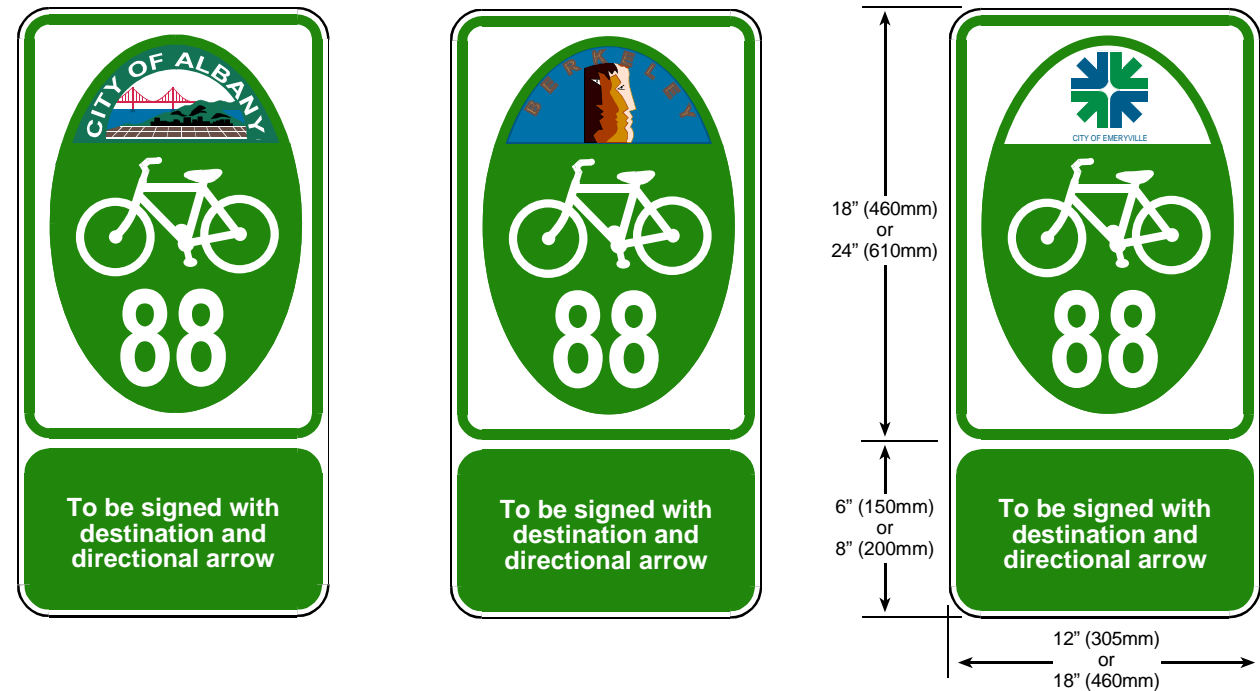 CITY OF ALBANY
88
To be signed with
destination and
directional arrow
BERKELEY
88
To be signed with
destination and
directional arrow
18” (460mm)
or
24” (610mm)
6” (150mm)
or
8” (200mm)
CITY OF EMERYVILLE
88
To be signed with
destination and
directional arrow
12” (305mm)
or
18” (460mm)